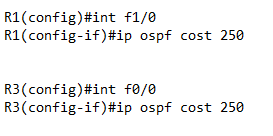 R1(config)#int f1/0
R1(config-if)#ip ospf cost 250
R3(config)#int f0/0
R3(config-if)#ip ospf cost 250